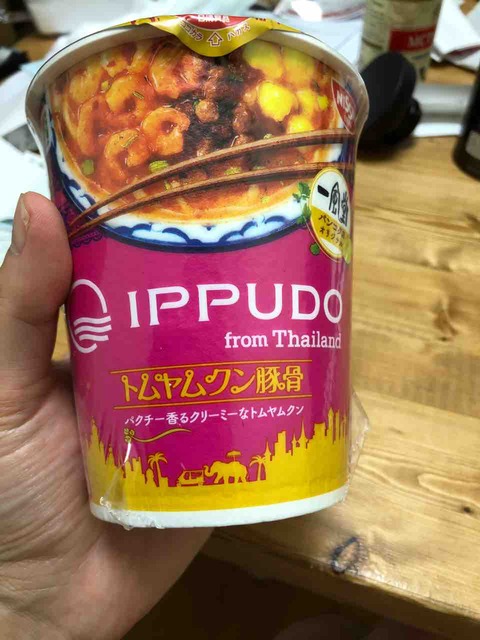 NISSIN
一風堂
IPPUDO
from Thailand
トムヤムクン豚骨
パクチー香るクリーミーなトムヤムクン